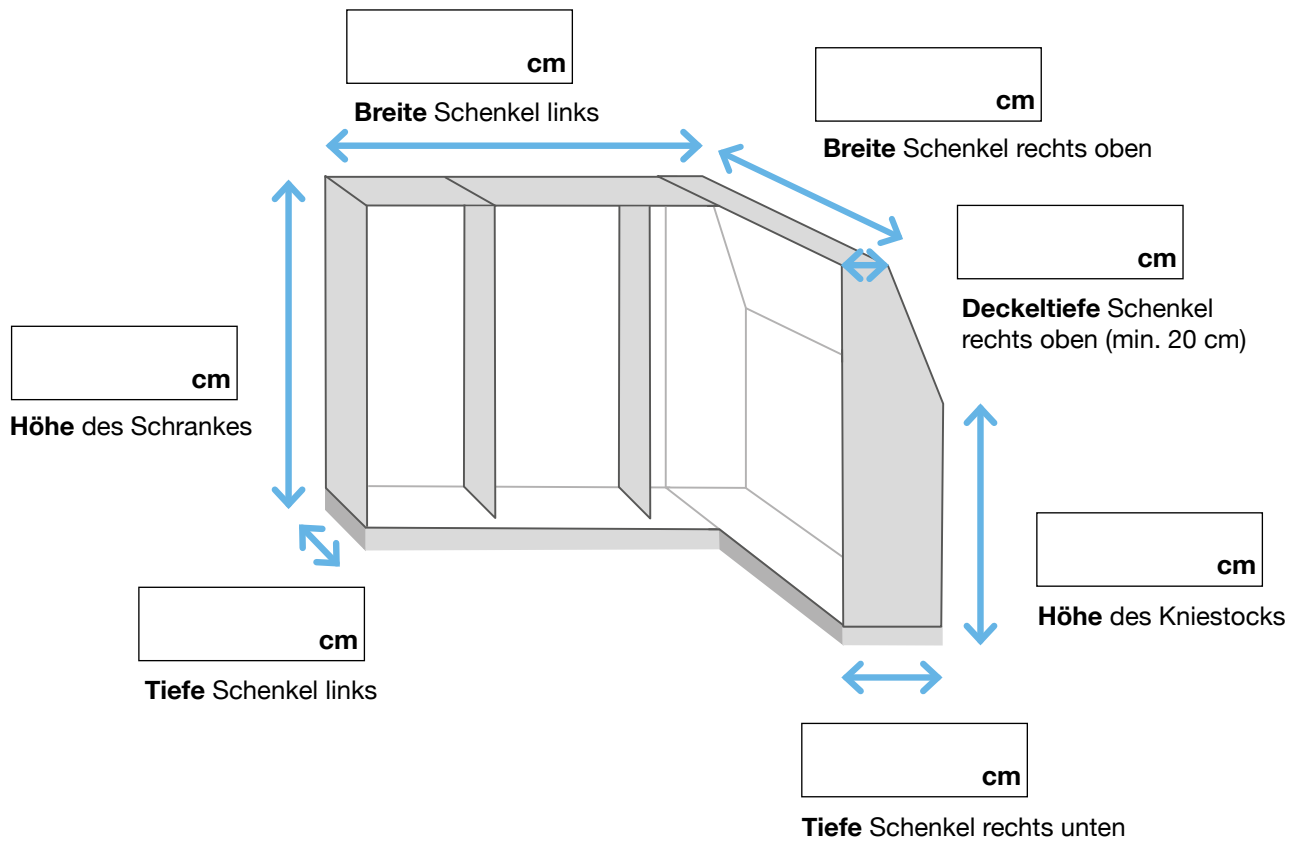 cm
Breite Schenkel links
cm
Breite Schenkel rechts oben
cm
Deckeltiefe Schenkel
rechts oben (min. 20 cm)
cm
Höhe des Schrankes
cm
Höhe des Kniestocks
cm
Tiefe Schenkel links
cm
Tiefe Schenkel rechts unten